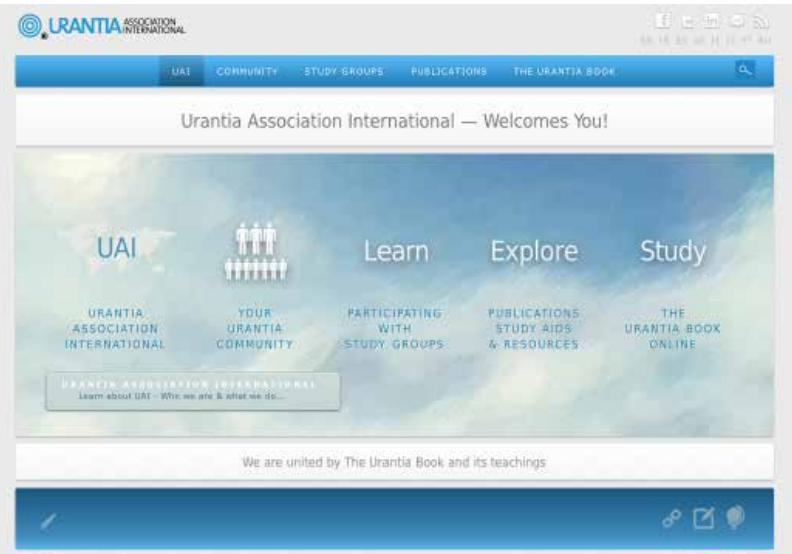 URANTIA ASSOCIATION
INTERNATIONAL
UAI COMMUNITY STUDY GROUPS PUBLICATIONS THE URANTIA BOOK
Urantia Association International — Welcomes You!
UAI
Learn
Explore
Study
URANTIA
ASSOCIATION
INTERNATIONAL
YOUR
URANTIA
COMMUNITY
PARTICIPATING
WITH
STUDY GROUPS
PUBLICATIONS
STUDY AIDS
& RESOURCES
THE
URANTIA BOOK
ONLINE
URANTIA ASSOCIATION INTERNATIONAL
Learn about UAI - Who we are & what we do...
We are united by The Urantia Book and its teachings